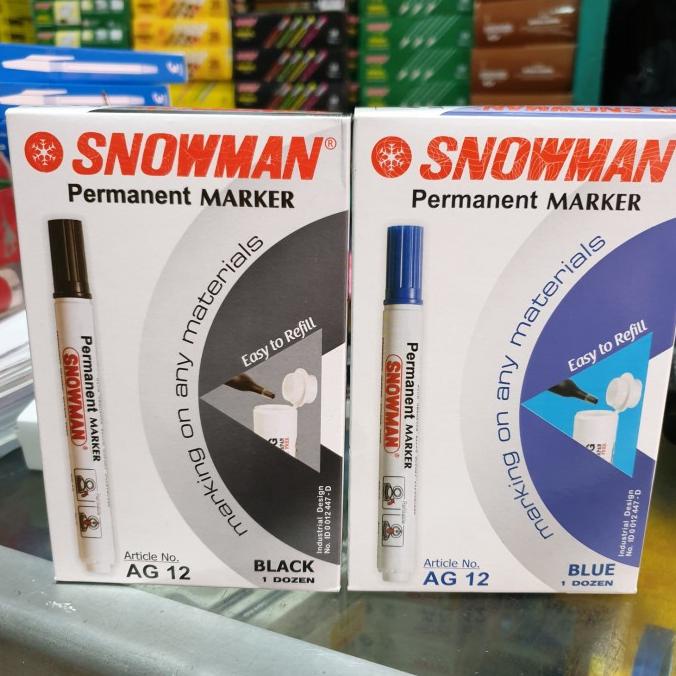 SNOWMAN®
Permanent MARKER
marking on any materials
Easy to Refill
Permanent MARKER
SNOWMAN
Industrial Design
No. ID 0 012 447 - D
Article No.
AG 12
BLACK
1 DOZEN
SNOWMAN
SNOWMAN
Permanent MARKER
marking on any materials
Easy to Refill
Permanent MARKER
SNOWMAN
Industrial Design
No. ID 0 012 447 - D
Article No.
AG 12
BLUE
1 DOZEN